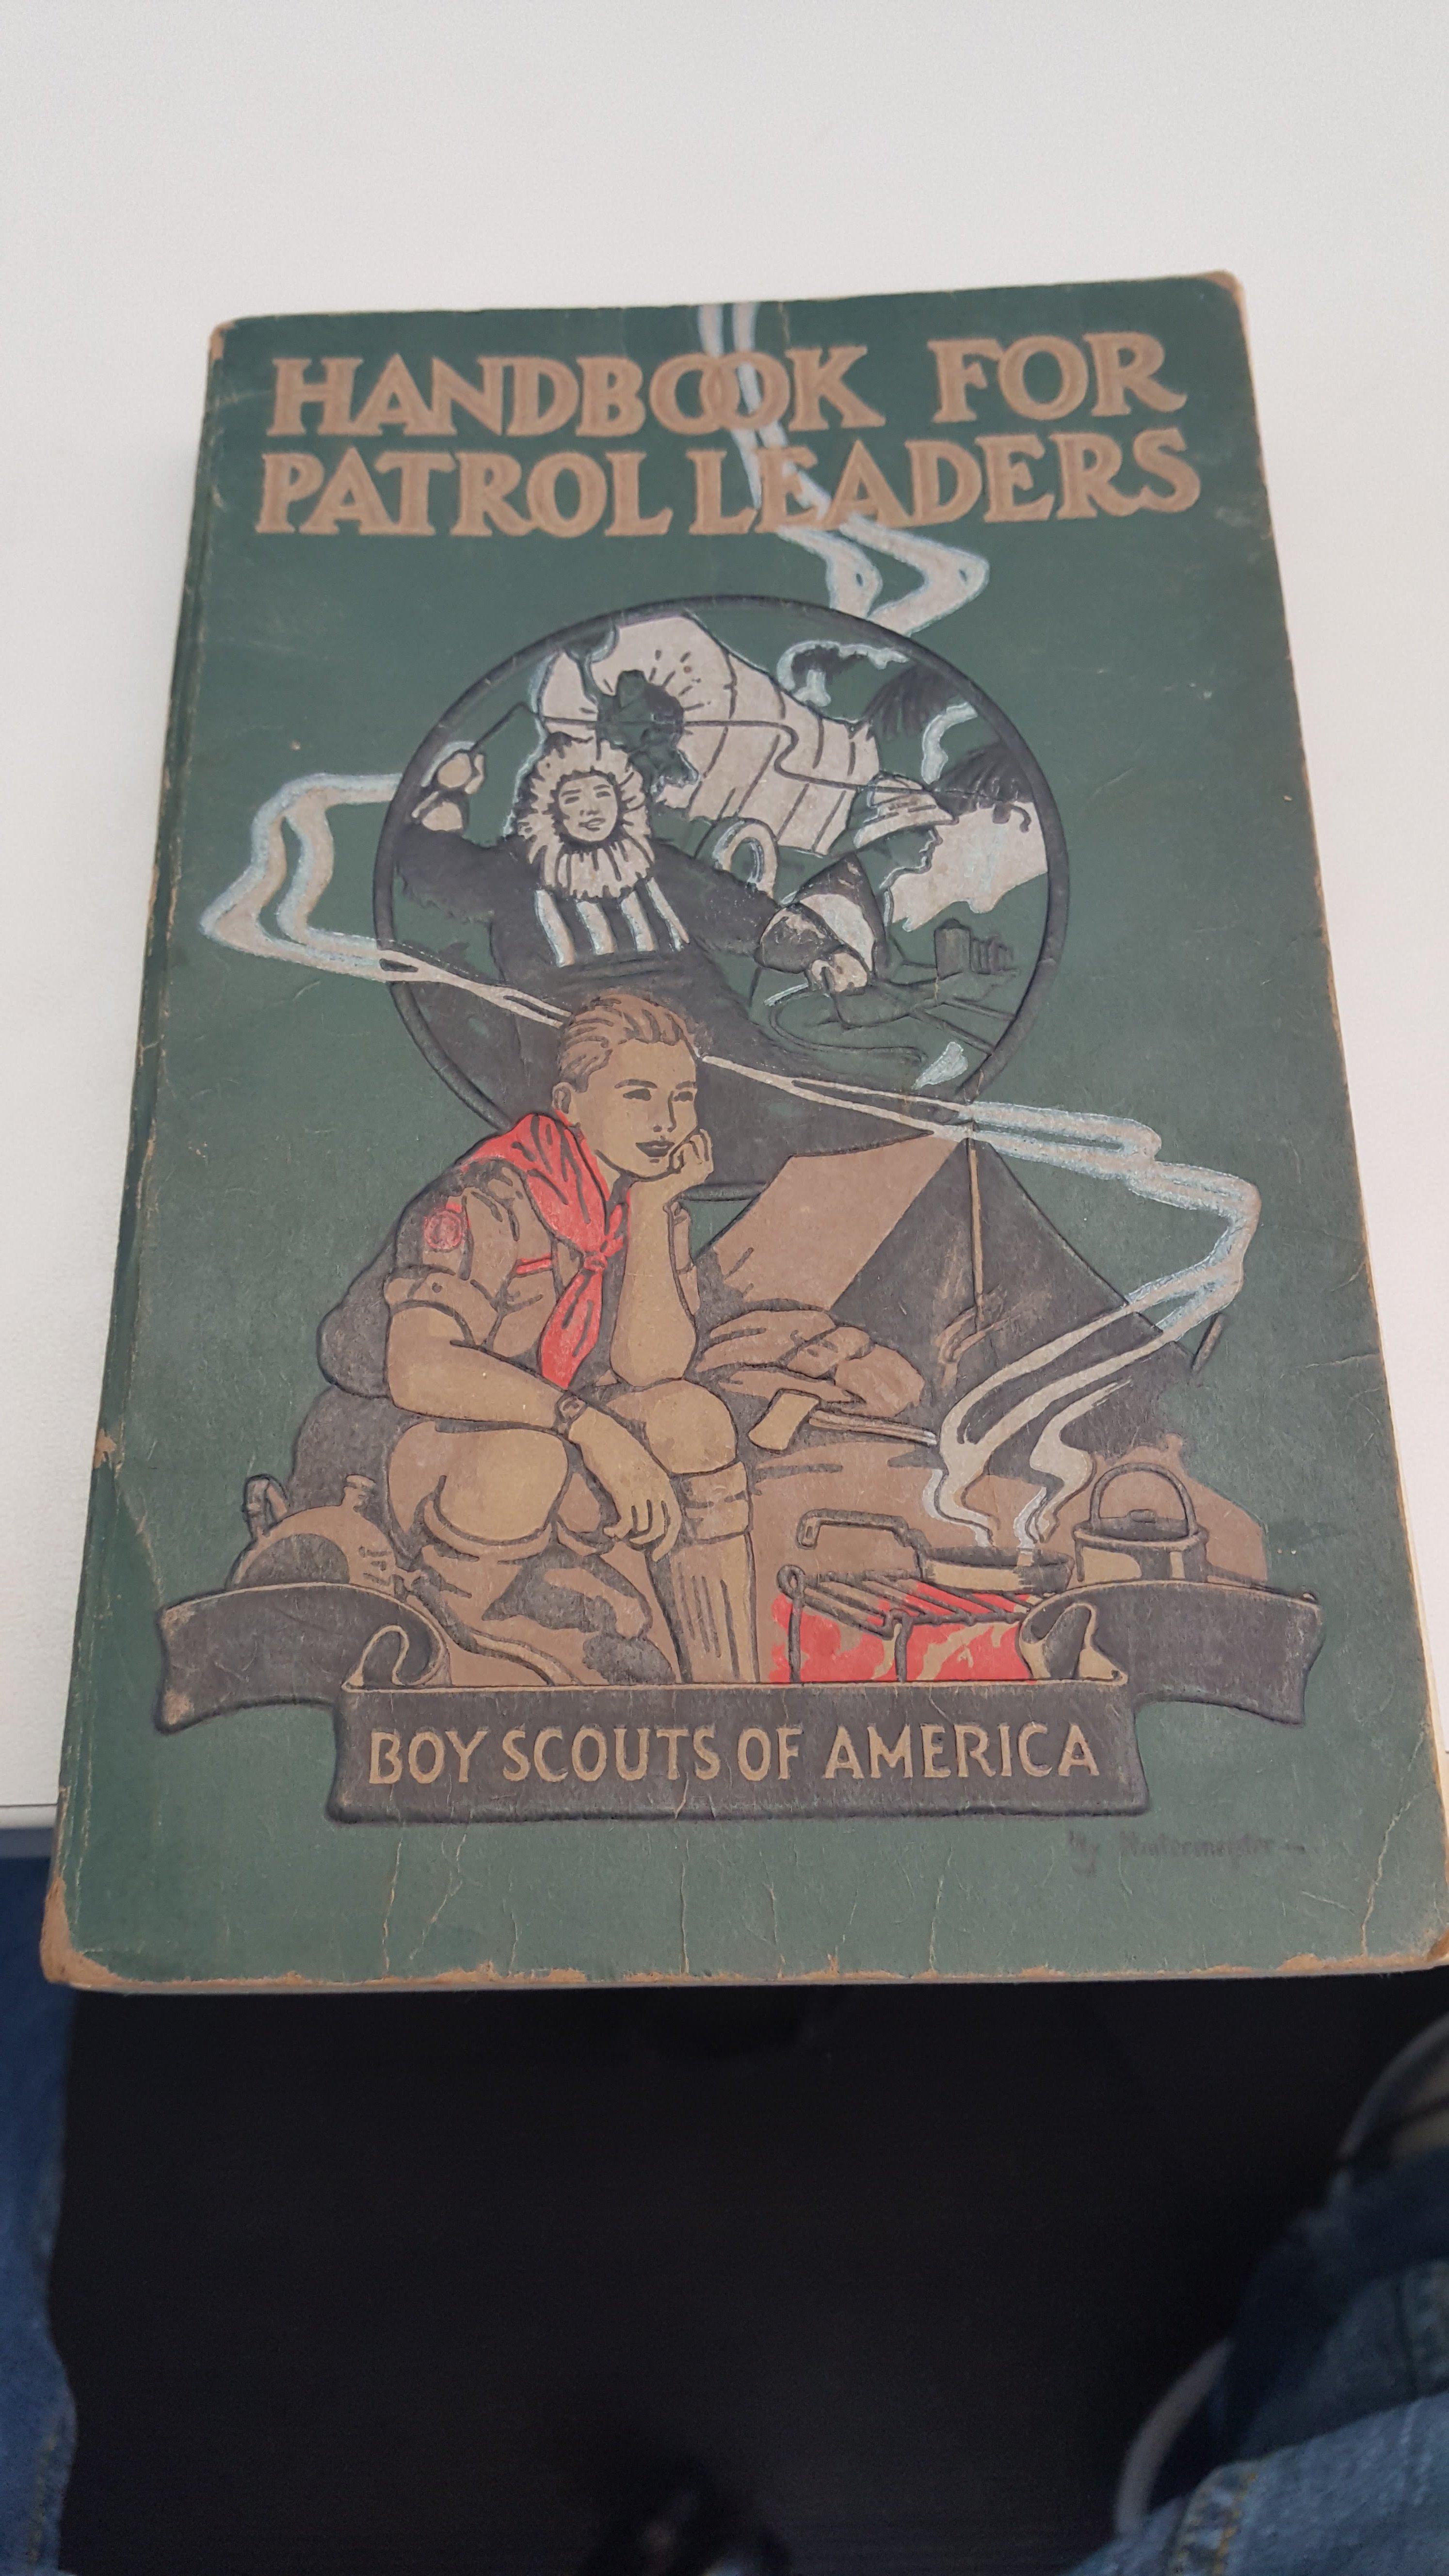 HANDBOOK FOR
PATROL LEADERS
BOY SCOUTS OF AMERICA